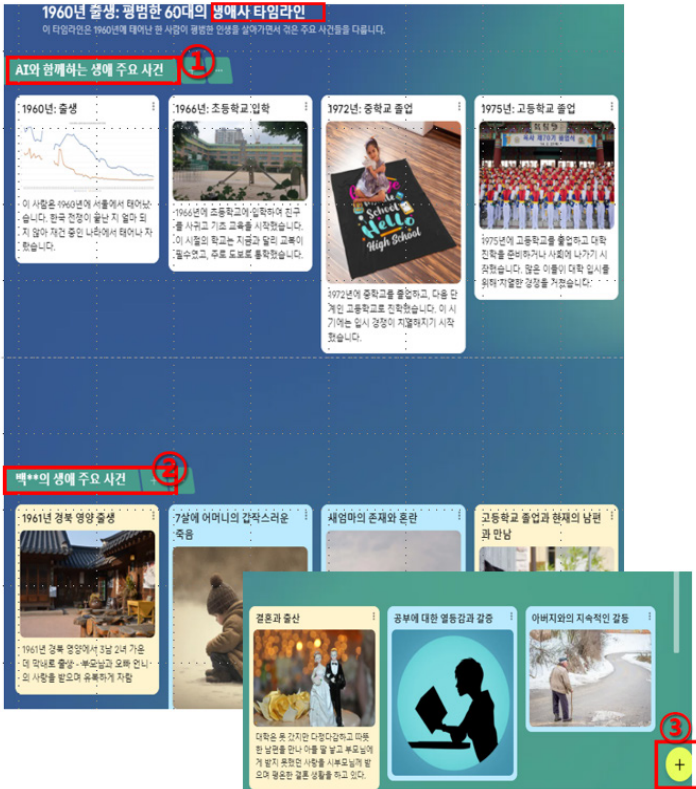 1960년 출생: 평범한 60대의 생애사 타임라인
이 타임라인은 1960년에 태어난 한 사람이 평범한 인생을 살아가면서 겪은 주요 사건들을 다룹니다.
AI와 함께하는 생애 주요 사건
①
1960년: 출생
이 사람은 1960년에 서울에서 태어났
습니다. 한국 전쟁이 끝난 지 얼마 되
지 않아 재건 중인 나라에서 태어나 자
랐습니다.
1966년: 초등학교 입학
1966년에 초등학교에 입학하여 친구
를 사귀고 기초 교육을 시작했습니다.
이 시절의 학교는 지금과 달리 교복이
필수였고, 주로 도보로 통학했습니다.
1972년: 중학교 졸업
School
Hello
High School
1972년에 중학교를 졸업하고, 다음 단
계인 고등학교로 진학했습니다. 이 시
기에는 입시 경쟁이 치열해지기 시작
했습니다.
1975년: 고등학교 졸업
1975년에 고등학교를 졸업하고 대학
진학을 준비하거나 사회에 나가기 시
작했습니다. 많은 이들이 대학 입시를
위해 치열한 경쟁을 거쳤습니다.
백**의 생애 주요 사건
②
1961년 경북 영양 출생
1961년 경북 영양에서 3남 2녀 가운
데 막내로 출생 - 부모님과 오빠 언니
의 사랑을 받으며 유복하게 자람
7살에 어머니의 갑작스러운
죽음
새엄마의 존재와 혼란
고등학교 졸업과 현재의 남편
과 만남
결혼과 출산
대학은 못 갔지만 다정다감하고 따뜻
한 남편을 만나 아들 딸 낳고 부모님에
게 받지 못했던 사랑을 시부모님께 받
으며 평온한 결혼 생활을 하고 있다.
공부에 대한 열등감과 갈증
아버지와의 지속적인 갈등
③
+